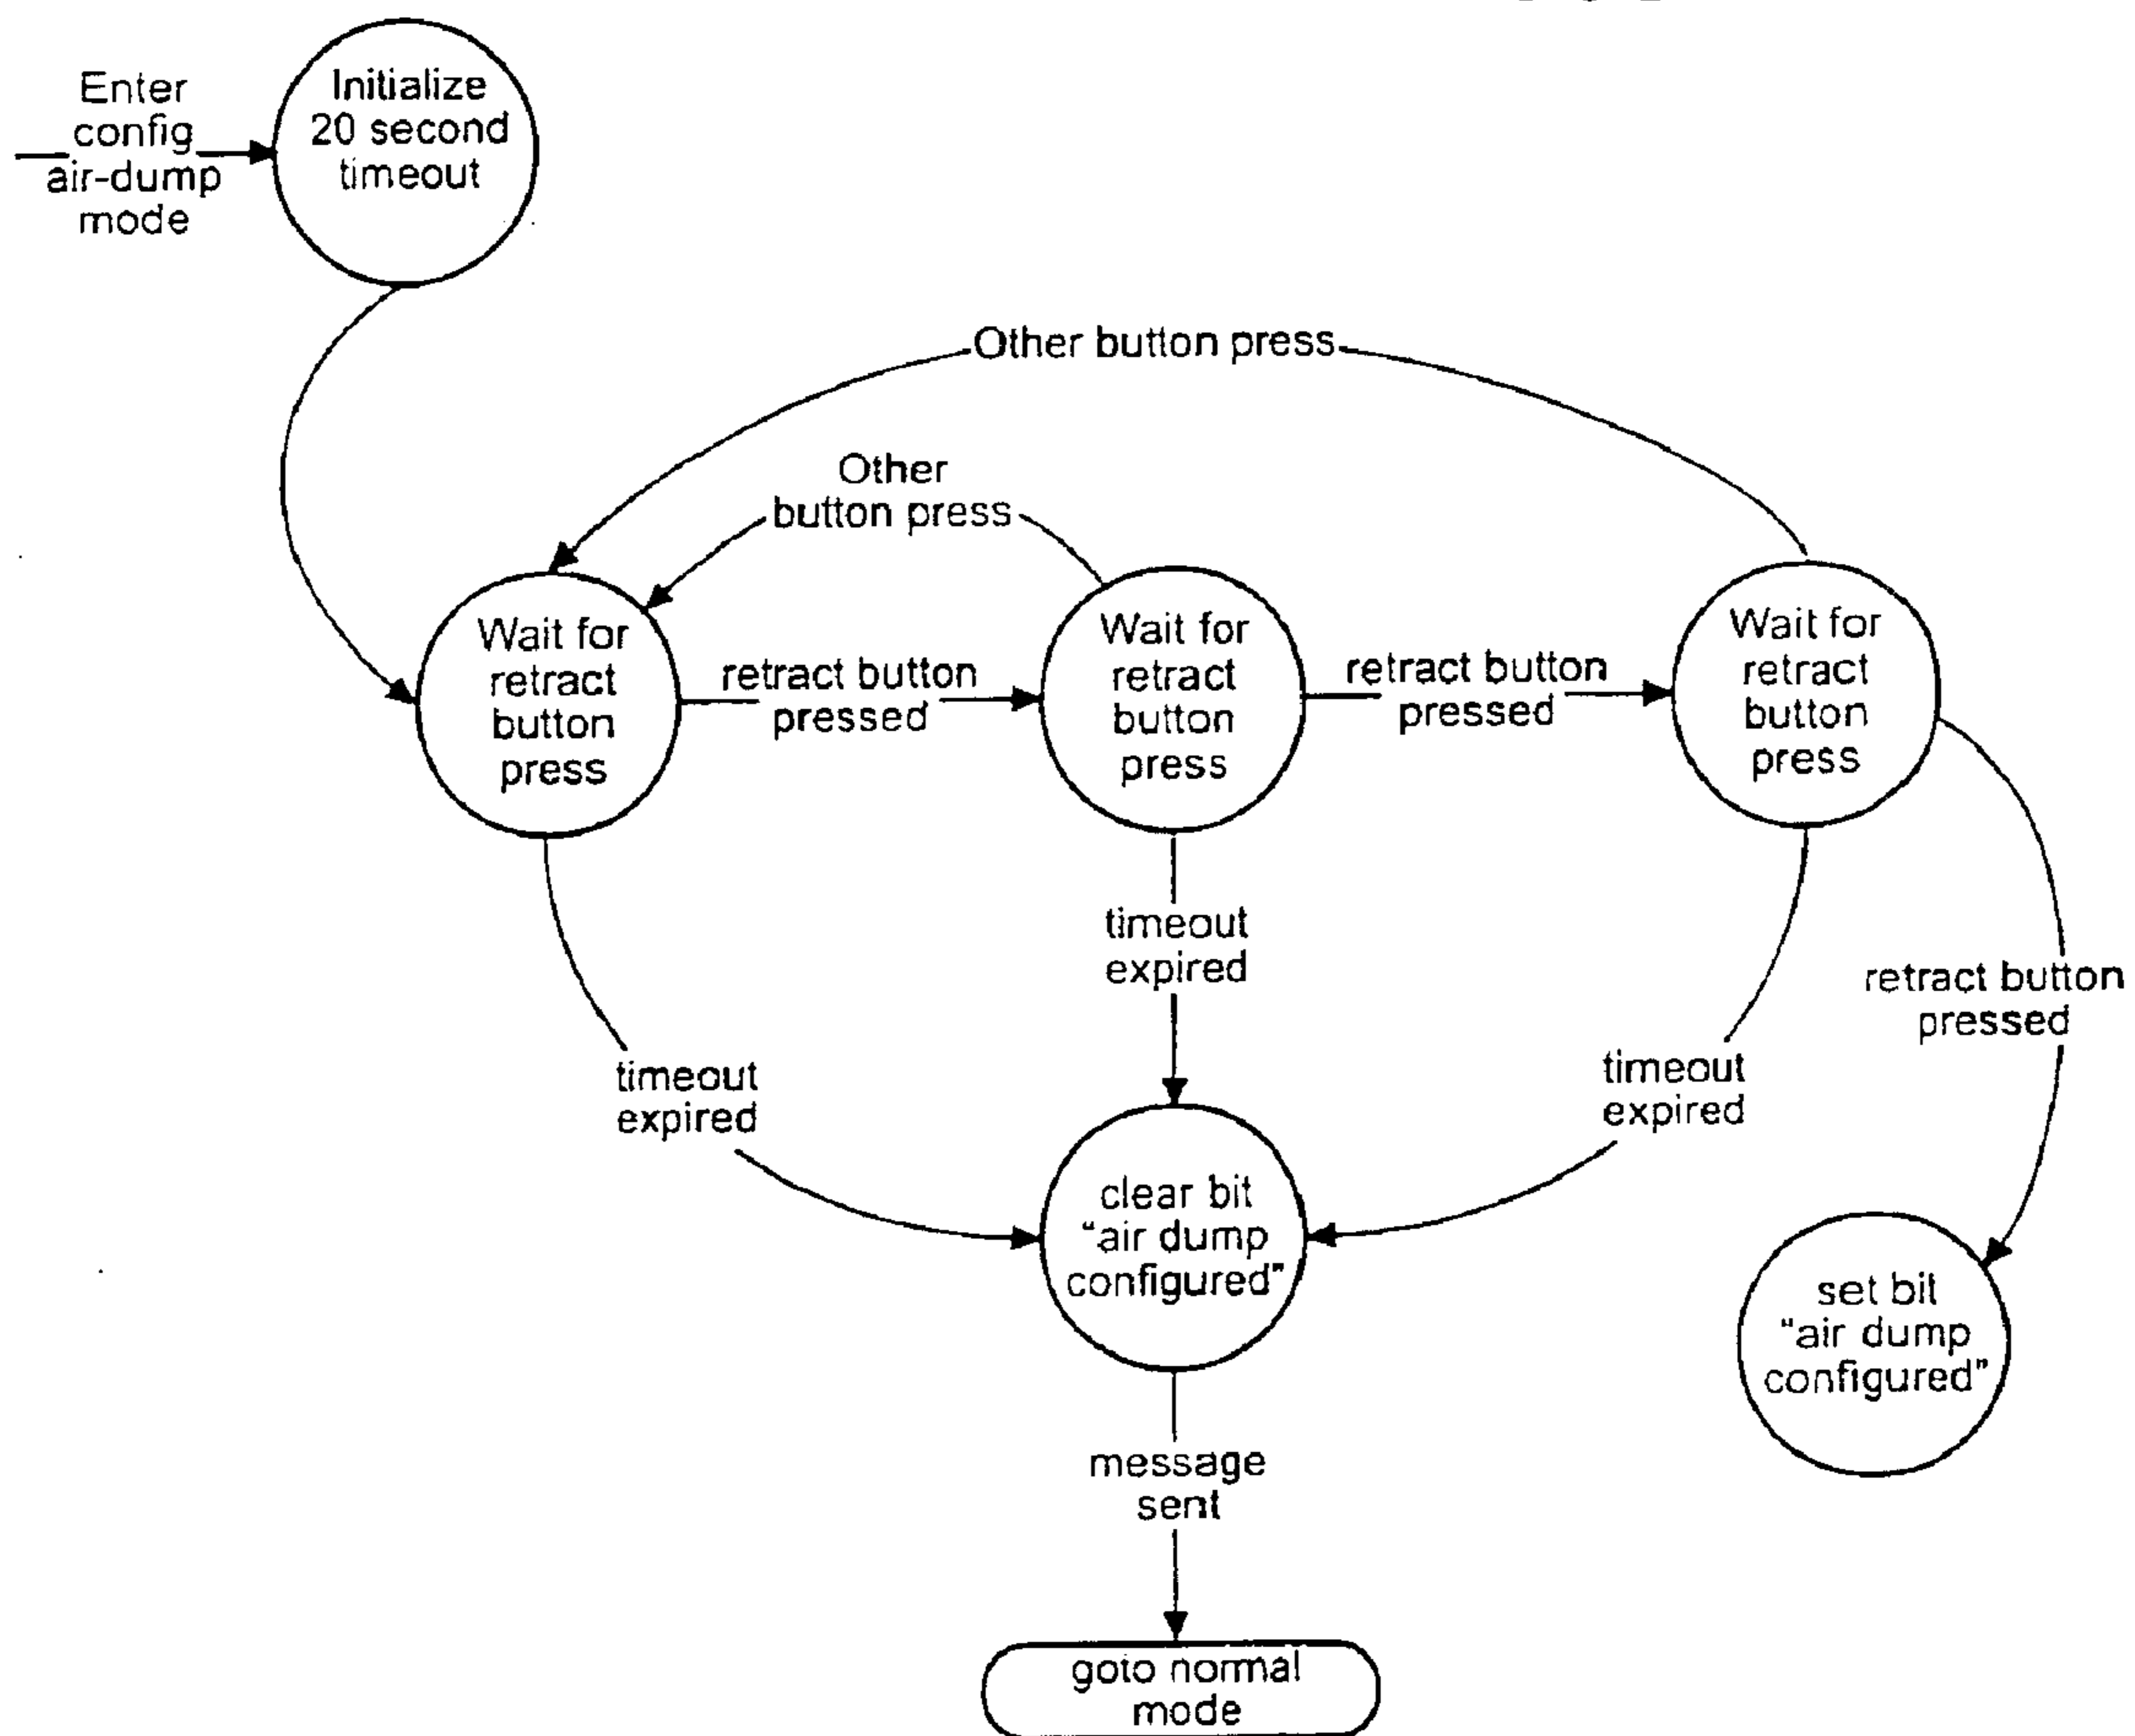 Enter
config
air-dump
mode
Initialize
20 second
timeout
Other button press
Other
button press
Wait for
retract
button
press
retract button
pressed
Wait for
retract
button
press
retract button
pressed
Wait for
retract
button
press
timeout
expired
timeout
expired
timeout
expired
retract button
pressed
clear bit
"air dump
configured"
set bit
"air dump
configured"
message
sent
goto normal
mode